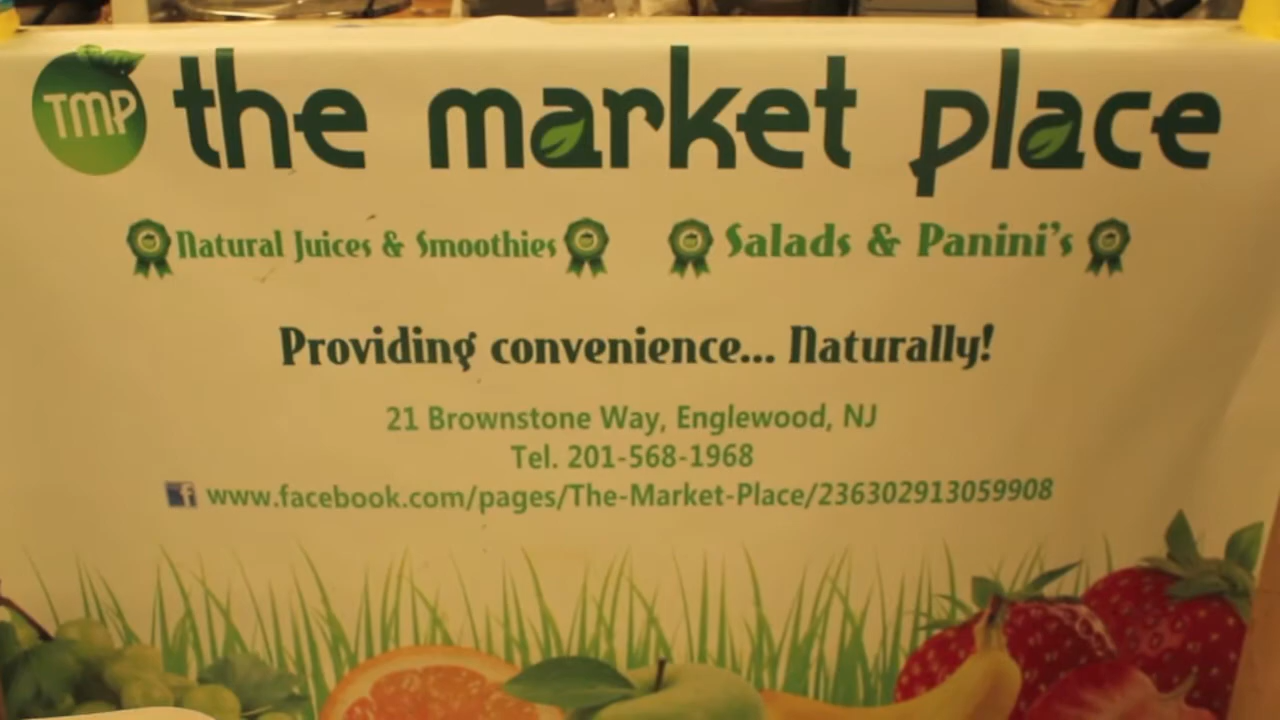 TMP the market place
Natural Juices & Smoothies Salads & Panini's
Providing convenience... Naturally!
21 Brownstone Way, Englewood, NJ
Tel. 201-568-1968
f www.facebook.com/pages/The-Market-Place/236302913059908